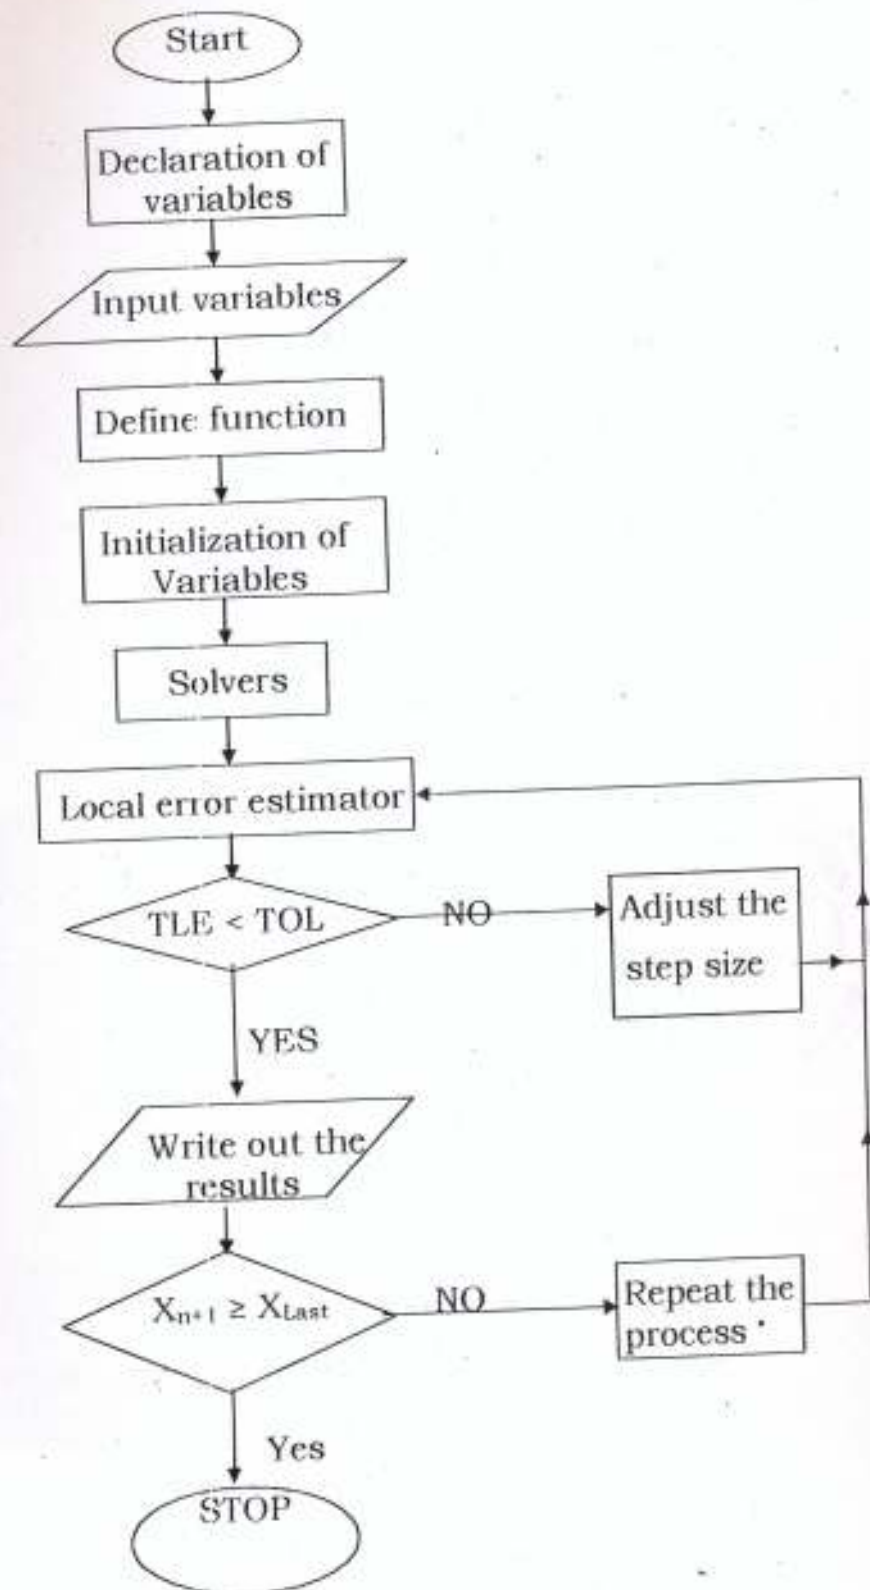 Start
Declaration of
variables
Input variables
Define function
Initialization of
Variables
Solvers
Local error estimator
TLE < TOL
NO
Adjust the
step size
YES
Write out the
results
Xn+1 ≥ XLast
NO
Repeat the
process
Yes
STOP